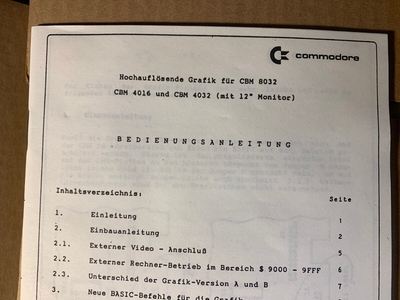 commodore
Hochauflösende Grafik für CBM 8032
CBM 4016 und CBM 4032 (mit 12" Monitor)
BEDIENUNGSANLEITUNG
Inhaltsverzeichnis: Seite
1. Einleitung 1
2. Einbauanleitung 2
2.1. Externer Video - Anschluß 5
2.2. Externer Rechner-Betrieb im Bereich $ 9000 - 9FFF 6
2.3. Unterschied der Grafik-Version A und B 7
3. Neue BASIC-Befehle für die